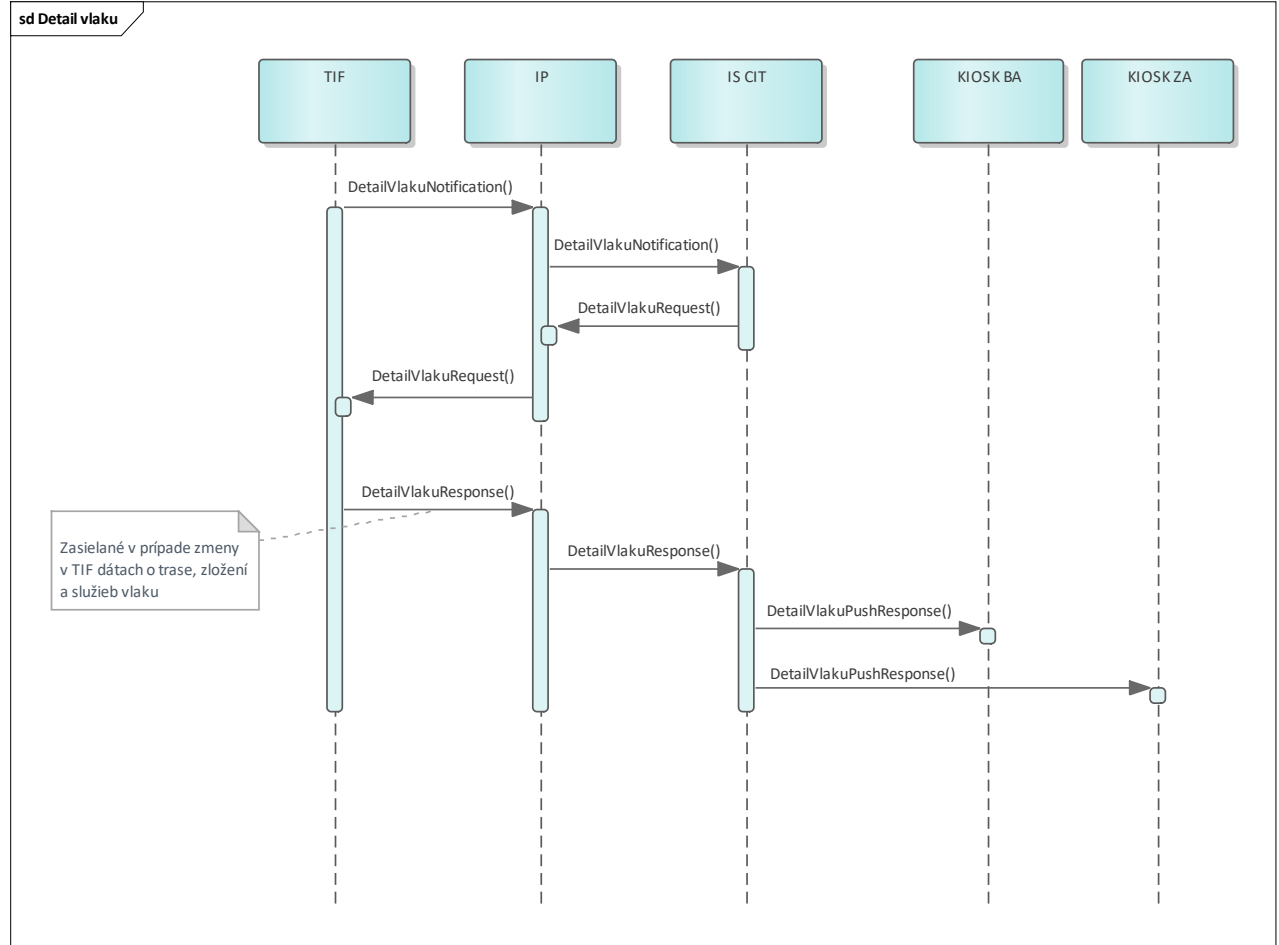 sd Detail vlaku
TIF
IP
IS CIT
KIOSK BA
KIOSK ZA
DetailVlakuNotification()
DetailVlakuNotification()
DetailVlakuRequest()
DetailVlakuRequest()
DetailVlakuResponse()
Zasielané v prípade zmeny
v TIF dátach o trase, zložení
a služieb vlaku
DetailVlakuResponse()
DetailVlakuPushResponse()
DetailVlakuPushResponse()